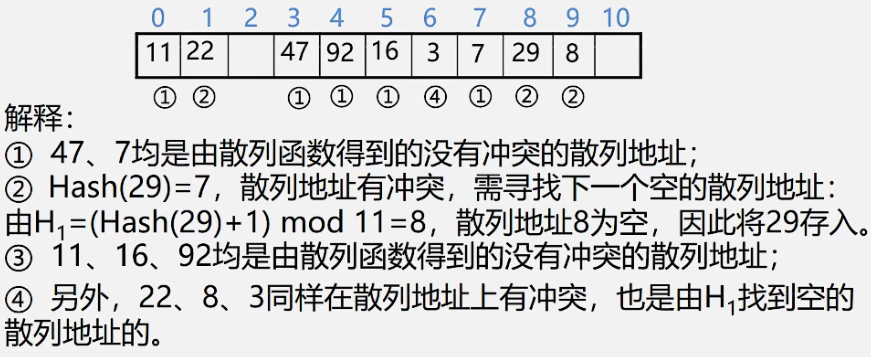 0 1 2 3 4 5 6 7 8 9 10
11 22 47 92 16 3 7 29 8
① ② ① ① ① ④ ① ② ②
解释：
① 47、7均是由散列函数得到的没有冲突的散列地址；
② Hash(29)=7，散列地址有冲突，需寻找下一个空的散列地址：
由H₁=(Hash(29)+1) mod 11=8，散列地址8为空，因此将29存入。
③ 11、16、92均是由散列函数得到的没有冲突的散列地址；
④ 另外，22、8、3同样在散列地址上有冲突，也是由H₁找到空的
散列地址的。